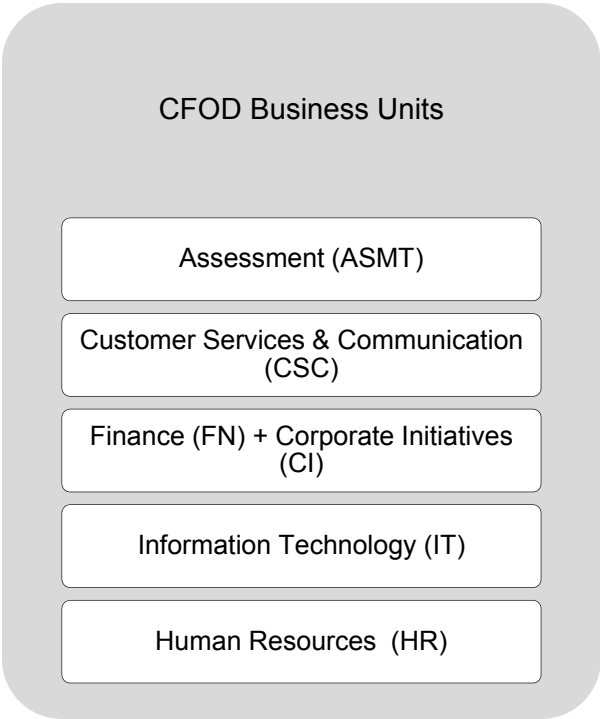 CFOD Business Units
Assessment (ASMT)
Customer Services & Communication
(CSC)
Finance (FN) + Corporate Initiatives
(CI)
Information Technology (IT)
Human Resources  (HR)